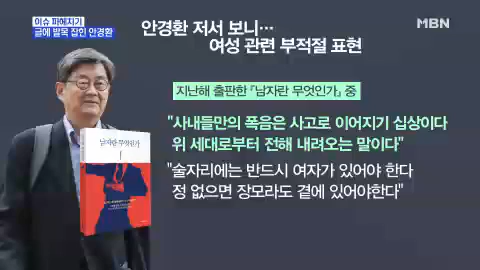 이슈 파헤치기
글에 발목 잡힌 안경환
안경환 저서 보니…
여성 관련 부적절 표현
MBN
지난해 출판한 『남자란 무엇인가』 중
"사내들만의 폭음은 사고로 이어지기 십상이다
위 세대로부터 전해 내려오는 말이다"
"술자리에는 반드시 여자가 있어야 한다
정 없으면 장모라도 곁에 있어야한다"
남자란 무엇인가